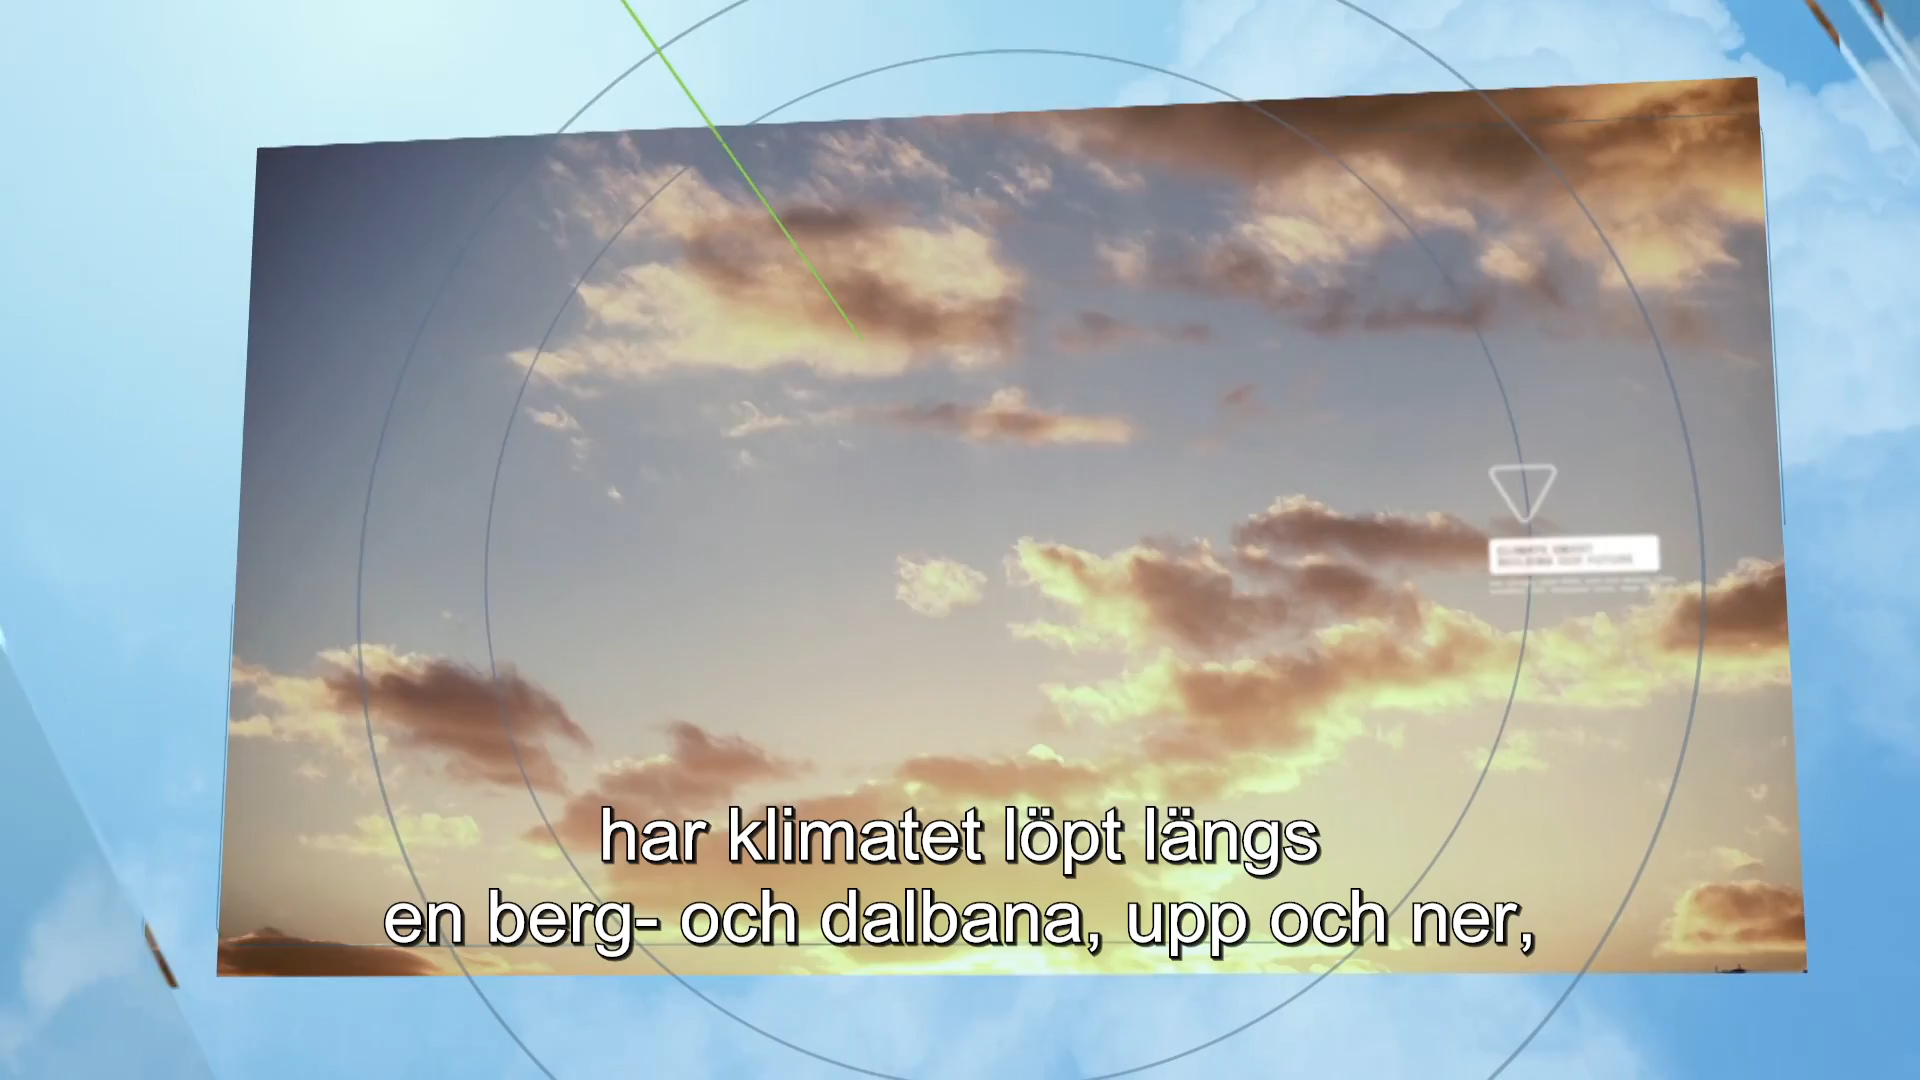 har klimatet löpt längs
en berg- och dalbana, upp och ner,